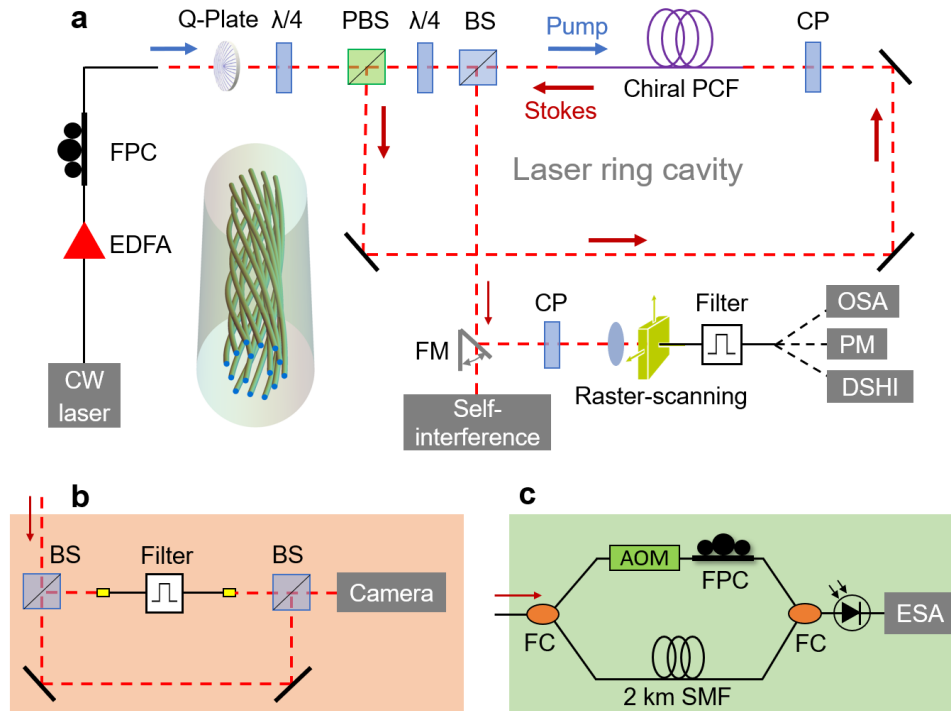 a
Q-Plate
λ/4
PBS
λ/4
BS
Pump
CP
Chiral PCF
Stokes
FPC
Laser ring cavity
EDFA
CP
Filter
OSA
FM
PM
CW
laser
DSHI
Raster-scanning
Self-
interference
b
BS
Filter
BS
Camera
c
AOM
FPC
FC
FC
ESA
2 km SMF